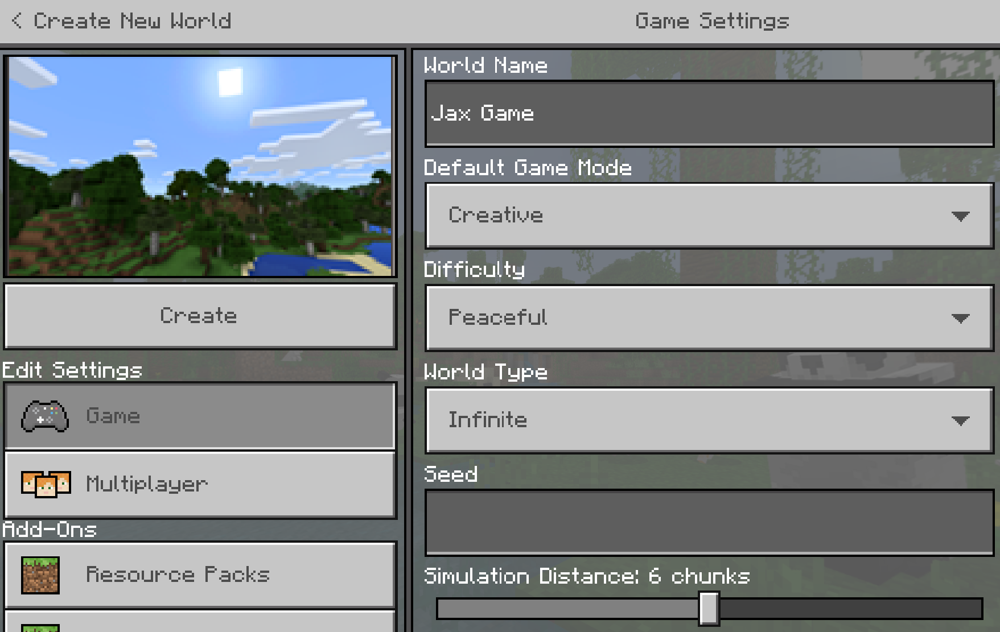 < Create New World
Game Settings
Create
Edit Settings
Game
Multiplayer
Add-Ons
Resource Packs
World Name
Jax Game
Default Game Mode
Creative
Difficulty
Peaceful
World Type
Infinite
Seed
Simulation Distance: 6 chunks